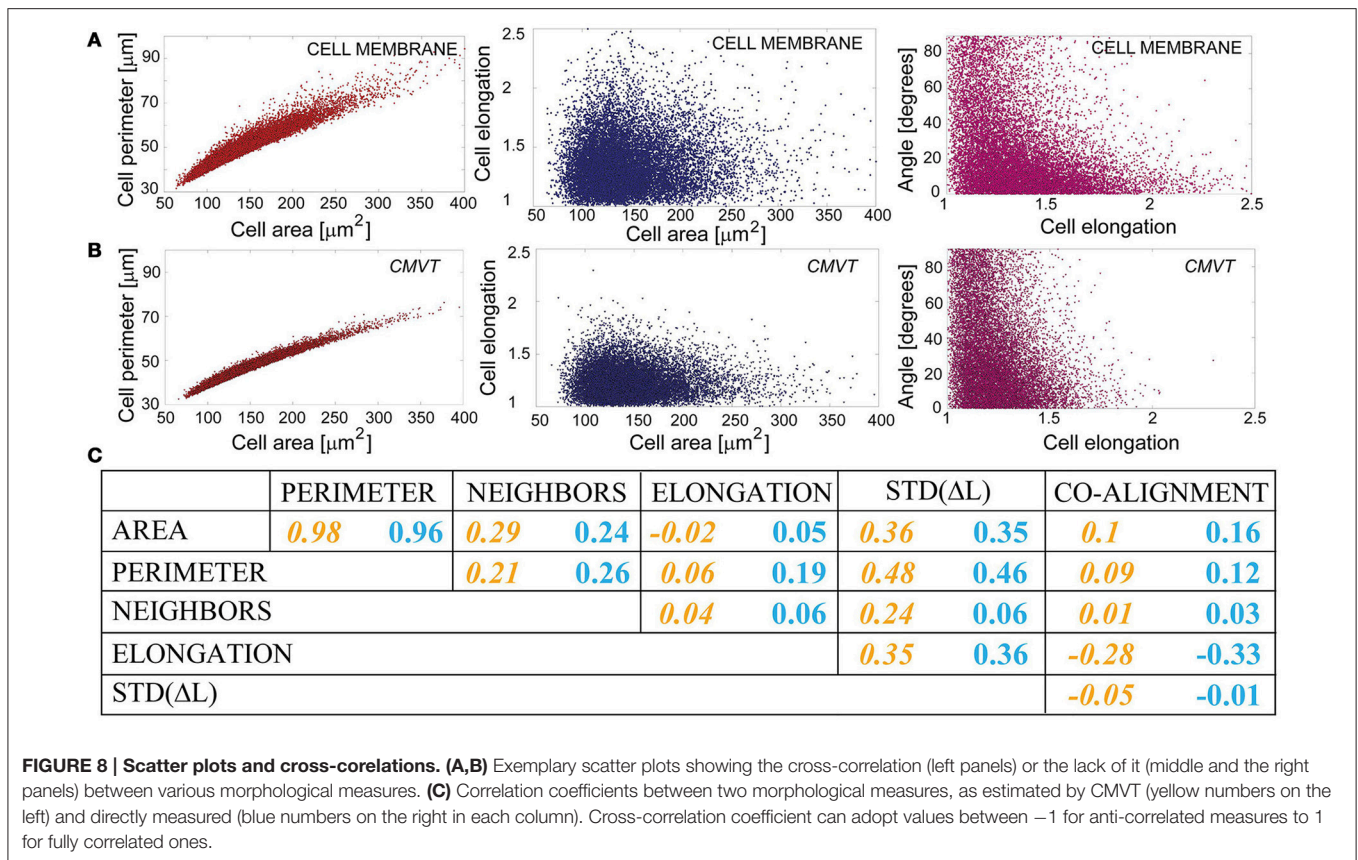 A
Cell perimeter [μm]
90
70
50
30
50 100 150 200 250 300 350 400
Cell area [μm²]
CELL MEMBRANE
Cell elongation
2.5
2
1.5
1
50 100 150 200 250 300 350 400
Cell area [μm²]
CELL MEMBRANE
Angle [degrees]
80
60
40
20
0
1 1.5 2 2.5
Cell elongation
CELL MEMBRANE
B
Cell perimeter [μm]
90
70
50
30
50 100 150 200 250 300 350 400
Cell area [μm²]
CMVT
Cell elongation
2.5
2
1.5
1
50 100 150 200 250 300 350 400
Cell area [μm²]
CMVT
Angle [degrees]
80
60
40
20
0
1 1.5 2 2.5
Cell elongation
CMVT
C
PERIMETER NEIGHBORS ELONGATION STD(ΔL) CO-ALIGNMENT
AREA 0.98 0.96 0.29 0.24 -0.02 0.05 0.36 0.35 0.1 0.16
PERIMETER 0.21 0.26 0.06 0.19 0.48 0.46 0.09 0.12
NEIGHBORS 0.04 0.06 0.24 0.06 0.01 0.03
ELONGATION 0.35 0.36 -0.28 -0.33
STD(ΔL) -0.05 -0.01
FIGURE 8 | Scatter plots and cross-corelations. (A,B) Exemplary scatter plots showing the cross-correlation (left panels) or the lack of it (middle and the right
panels) between various morphological measures. (C) Correlation coefficients between two morphological measures, as estimated by CMVT (yellow numbers on the
left) and directly measured (blue numbers on the right in each column). Cross-correlation coefficient can adopt values between −1 for anti-correlated measures to 1
for fully correlated ones.